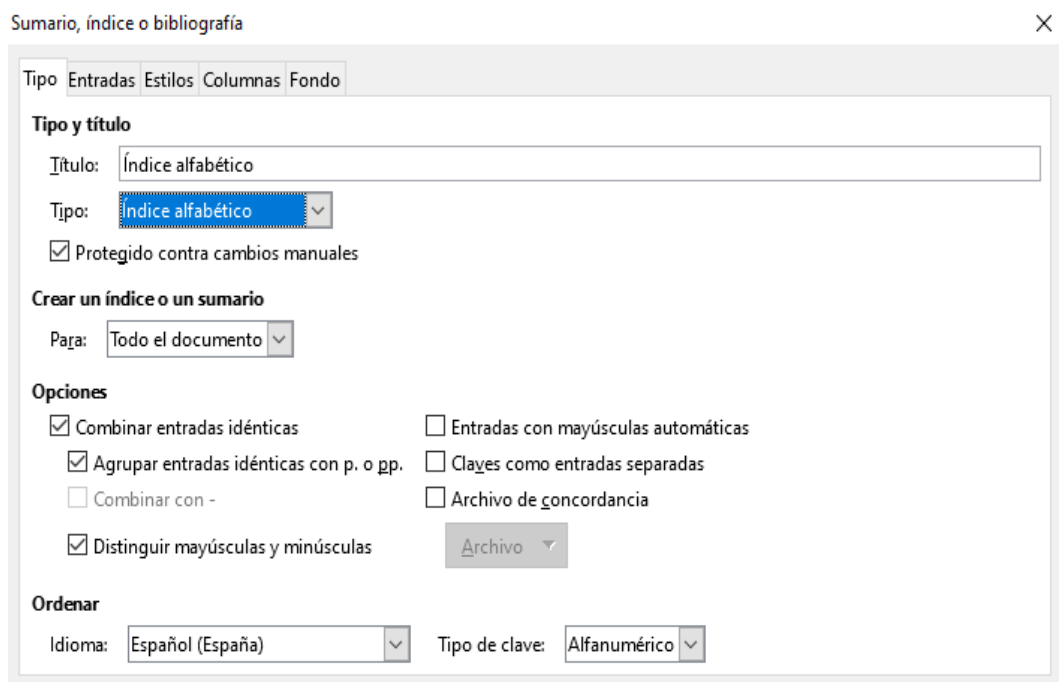 Sumario, índice o bibliografía
Tipo Entradas Estilos Columnas Fondo
Tipo y título
Título: Índice alfabético
Tipo: Índice alfabético
Protegido contra cambios manuales
Crear un índice o un sumario
Para: Todo el documento
Opciones
Combinar entradas idénticas Entradas con mayúsculas automáticas
Agrupar entradas idénticas con p. o pp. Claves como entradas separadas
Combinar con - Archivo de concordancia
Distinguir mayúsculas y minúsculas Archivo
Ordenar
Idioma: Español (España) Tipo de clave: Alfanumérico